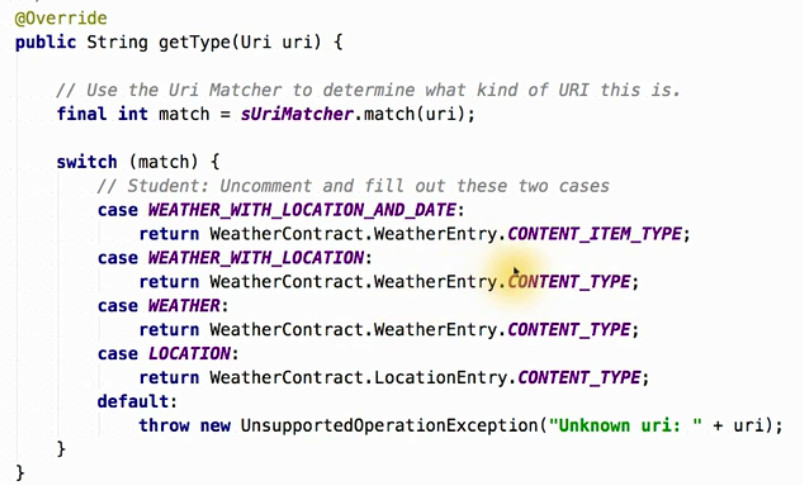 @Override
public String getType(Uri uri) {
// Use the Uri Matcher to determine what kind of URI this is.
final int match = sUriMatcher.match(uri);
switch (match) {
// Student: Uncomment and fill out these two cases
case WEATHER_WITH_LOCATION_AND_DATE:
return WeatherContract.WeatherEntry.CONTENT_ITEM_TYPE;
case WEATHER_WITH_LOCATION:
return WeatherContract.WeatherEntry.CONTENT_TYPE;
case WEATHER:
return WeatherContract.WeatherEntry.CONTENT_TYPE;
case LOCATION:
return WeatherContract.LocationEntry.CONTENT_TYPE;
default:
throw new UnsupportedOperationException("Unknown uri: " + uri);
}
}